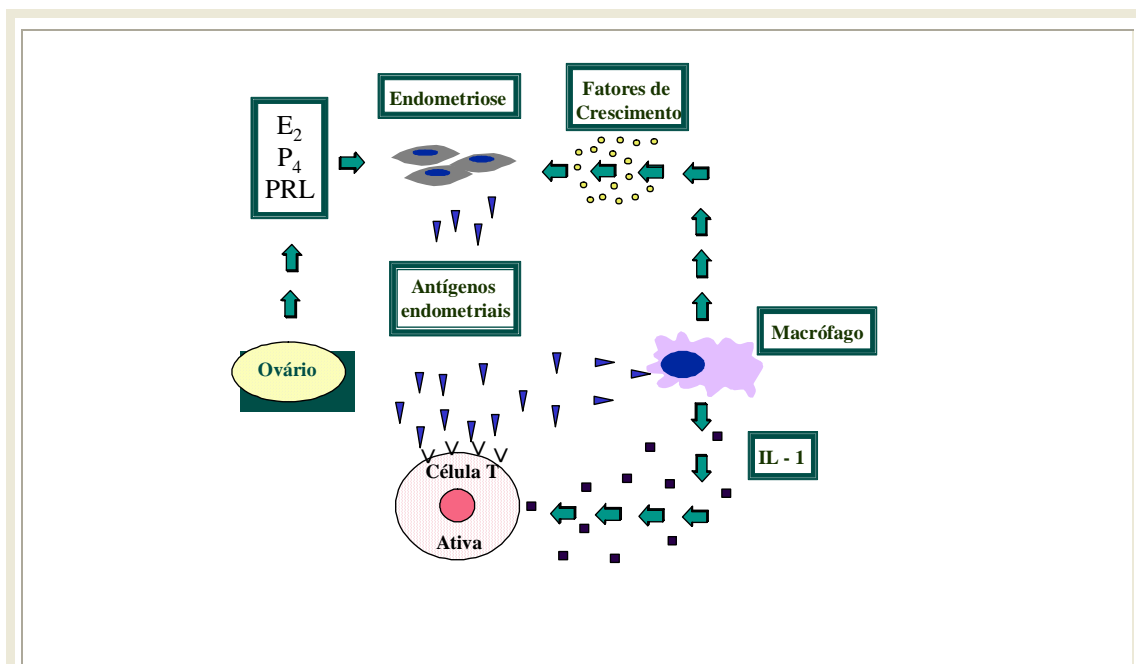 Endometriose
Fatores de
Crescimento
E₂
P₄
PRL
Antígenos
endometriais
Macrófago
Ovário
IL - 1
Célula T
Ativa